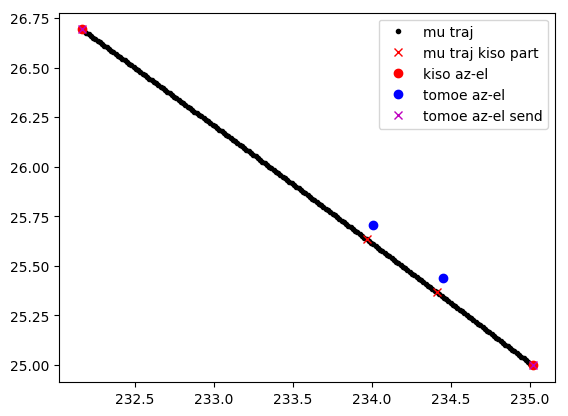 26.75
26.50
26.25
26.00
25.75
25.50
25.25
25.00
mu traj
mu traj kiso part
kiso az-el
tomoe az-el
tomoe az-el send
232.5 233.0 233.5 234.0 234.5 235.0